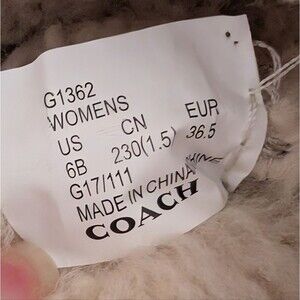 G1362
WOMENS
US CN EUR
6B 230(1.5) 36.5
G17/111
MADE IN CHINA
COACH